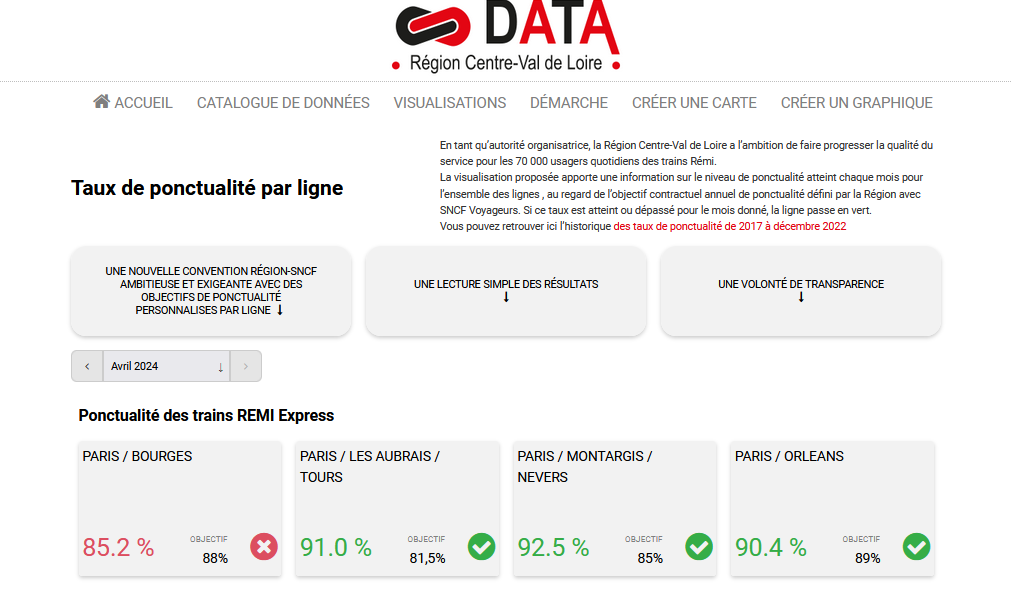 DATA
Région Centre-Val de Loire
ACCUEIL CATALOGUE DE DONNÉES VISUALISATIONS DÉMARCHE CRÉER UNE CARTE CRÉER UN GRAPHIQUE
Taux de ponctualité par ligne
En tant qu'autorité organisatrice, la Région Centre-Val de Loire a l'ambition de faire progresser la qualité du
service pour les 70 000 usagers quotidiens des trains Rémi.
La visualisation proposée apporte une information sur le niveau de ponctualité atteint chaque mois pour
l'ensemble des lignes , au regard de l'objectif contractuel annuel de ponctualité défini par la Région avec
SNCF Voyageurs. Si ce taux est atteint ou dépassé pour le mois donné, la ligne passe en vert.
Vous pouvez retrouver ici l'historique des taux de ponctualité de 2017 à décembre 2022
UNE NOUVELLE CONVENTION RÉGION-SNCF
AMBITIEUSE ET EXIGEANTE AVEC DES
OBJECTIFS DE PONCTUALITÉ
PERSONNALISES PAR LIGNE ↓
UNE LECTURE SIMPLE DES RÉSULTATS
↓
UNE VOLONTÉ DE TRANSPARENCE
↓
‹ Avril 2024 ↓ ›
Ponctualité des trains REMI Express
PARIS / BOURGES
85.2 %
OBJECTIF
88%
PARIS / LES AUBRAIS /
TOURS
91.0 %
OBJECTIF
81,5%
PARIS / MONTARGIS /
NEVERS
92.5 %
OBJECTIF
85%
PARIS / ORLEANS
90.4 %
OBJECTIF
89%